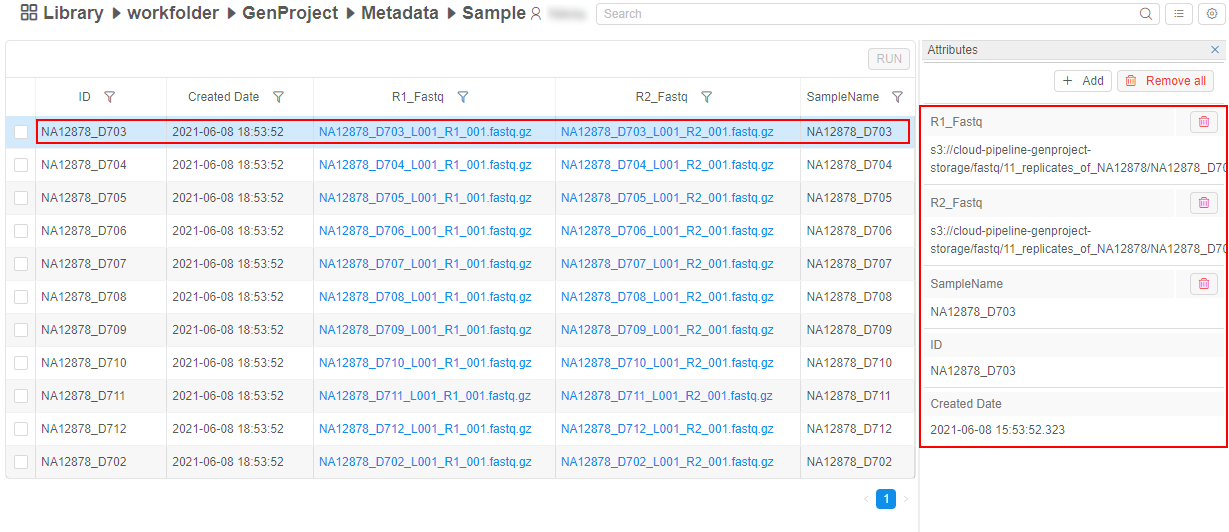 Library workfolder GenProject Metadata Sample
Search
RUN
ID Created Date R1_Fastq R2_Fastq SampleName
NA12878_D703 2021-06-08 18:53:52 NA12878_D703_L001_R1_001.fastq.gz NA12878_D703_L001_R2_001.fastq.gz NA12878_D703
NA12878_D704 2021-06-08 18:53:52 NA12878_D704_L001_R1_001.fastq.gz NA12878_D704_L001_R2_001.fastq.gz NA12878_D704
NA12878_D705 2021-06-08 18:53:52 NA12878_D705_L001_R1_001.fastq.gz NA12878_D705_L001_R2_001.fastq.gz NA12878_D705
NA12878_D706 2021-06-08 18:53:52 NA12878_D706_L001_R1_001.fastq.gz NA12878_D706_L001_R2_001.fastq.gz NA12878_D706
NA12878_D707 2021-06-08 18:53:52 NA12878_D707_L001_R1_001.fastq.gz NA12878_D707_L001_R2_001.fastq.gz NA12878_D707
NA12878_D708 2021-06-08 18:53:52 NA12878_D708_L001_R1_001.fastq.gz NA12878_D708_L001_R2_001.fastq.gz NA12878_D708
NA12878_D709 2021-06-08 18:53:52 NA12878_D709_L001_R1_001.fastq.gz NA12878_D709_L001_R2_001.fastq.gz NA12878_D709
NA12878_D710 2021-06-08 18:53:52 NA12878_D710_L001_R1_001.fastq.gz NA12878_D710_L001_R2_001.fastq.gz NA12878_D710
NA12878_D711 2021-06-08 18:53:52 NA12878_D711_L001_R1_001.fastq.gz NA12878_D711_L001_R2_001.fastq.gz NA12878_D711
NA12878_D712 2021-06-08 18:53:52 NA12878_D712_L001_R1_001.fastq.gz NA12878_D712_L001_R2_001.fastq.gz NA12878_D712
NA12878_D702 2021-06-08 18:53:52 NA12878_D702_L001_R1_001.fastq.gz NA12878_D702_L001_R2_001.fastq.gz NA12878_D702
1
Attributes
+ Add Remove all
R1_Fastq
s3://cloud-pipeline-genproject-
storage/fastq/11_replicates_of_NA12878/NA12878_D70
R2_Fastq
s3://cloud-pipeline-genproject-
storage/fastq/11_replicates_of_NA12878/NA12878_D70
SampleName
NA12878_D703
ID
NA12878_D703
Created Date
2021-06-08 15:53:52.323